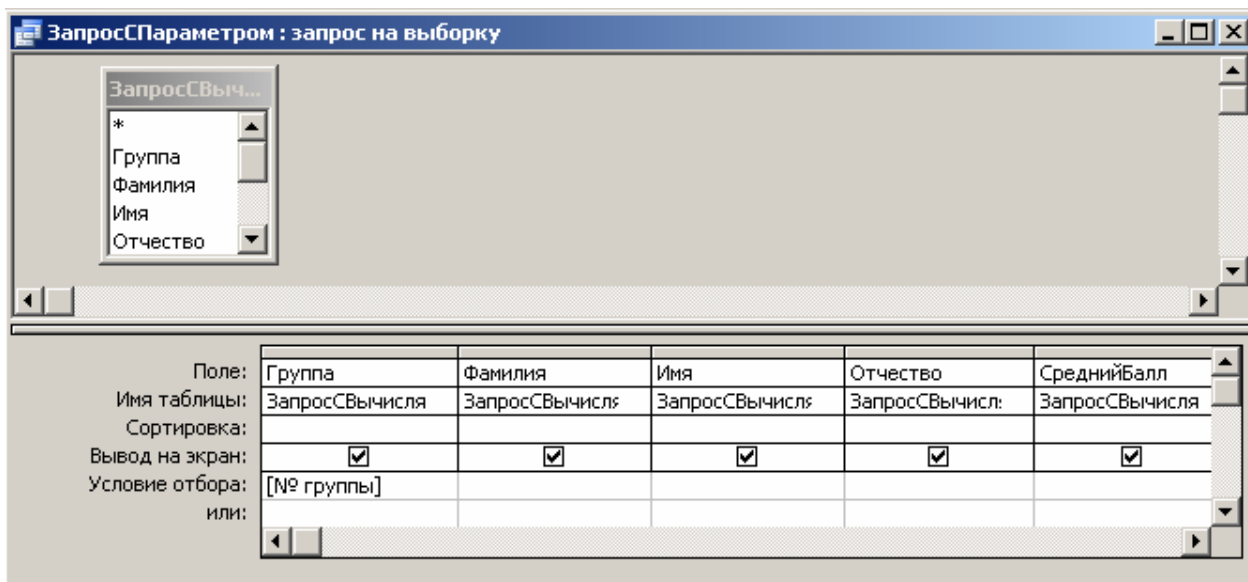 ЗапросСПараметром : запрос на выборку
ЗапросСВыч...
*
Группа
Фамилия
Имя
Отчество
Поле: Группа Фамилия Имя Отчество СреднийБалл
Имя таблицы: ЗапросСВычисля ЗапросСВычисля ЗапросСВычисля ЗапросСВычисл: ЗапросСВычисля
Сортировка:
Вывод на экран:
Условие отбора: [№ группы]
или: